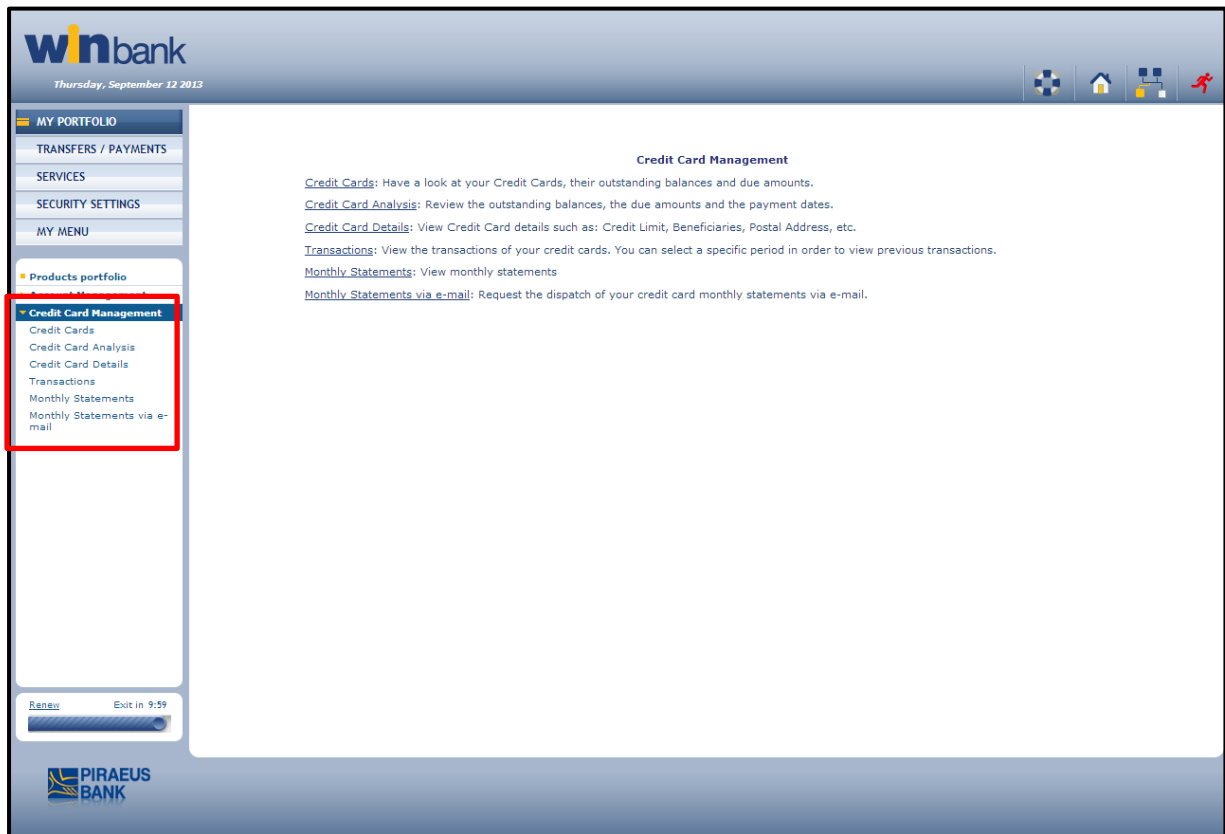 winbank
Thursday, September 12 2013
MY PORTFOLIO
TRANSFERS / PAYMENTS
SERVICES
SECURITY SETTINGS
MY MENU
Products portfolio
Account Management
Credit Card Management
Credit Cards
Credit Card Analysis
Credit Card Details
Transactions
Monthly Statements
Monthly Statements via e-
mail
Renew Exit in 9:59
PIRAEUS
BANK
Credit Card Management
Credit Cards: Have a look at your Credit Cards, their outstanding balances and due amounts.
Credit Card Analysis: Review the outstanding balances, the due amounts and the payment dates.
Credit Card Details: View Credit Card details such as: Credit Limit, Beneficiaries, Postal Address, etc.
Transactions: View the transactions of your credit cards. You can select a specific period in order to view previous transactions.
Monthly Statements: View monthly statements
Monthly Statements via e-mail: Request the dispatch of your credit card monthly statements via e-mail.